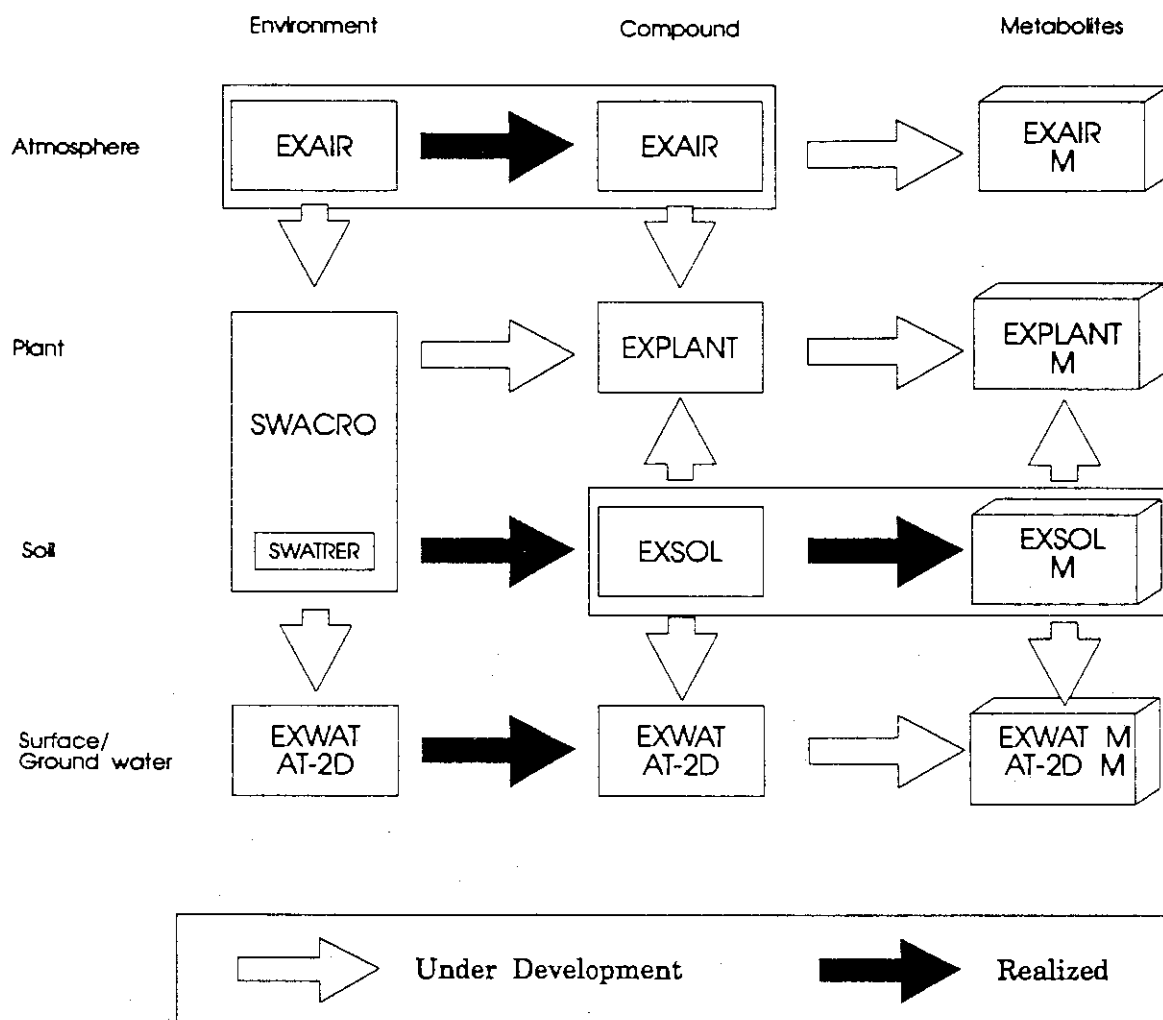 Environment
Compound
Metabolites
Atmosphere
EXAIR
EXAIR
EXAIR
M
Plant
SWACRO
EXPLANT
EXPLANT
M
Soil
SWATRER
EXSOL
EXSOL
M
Surface/
Ground water
EXWAT
AT-2D
EXWAT
AT-2D
EXWAT M
AT-2D M
Under Development
Realized